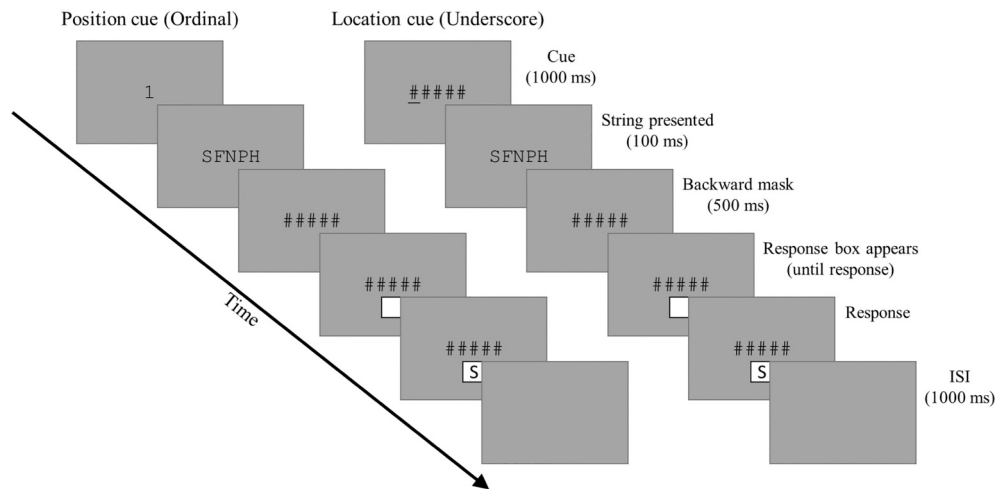 Position cue (Ordinal)
Location cue (Underscore)
1
#####
Cue
(1000 ms)
SFNPH
SFNPH
String presented
(100 ms)
#####
#####
Backward mask
(500 ms)
#####
#####
Response box appears
(until response)
Time
#####
S
#####
S
Response
ISI
(1000 ms)